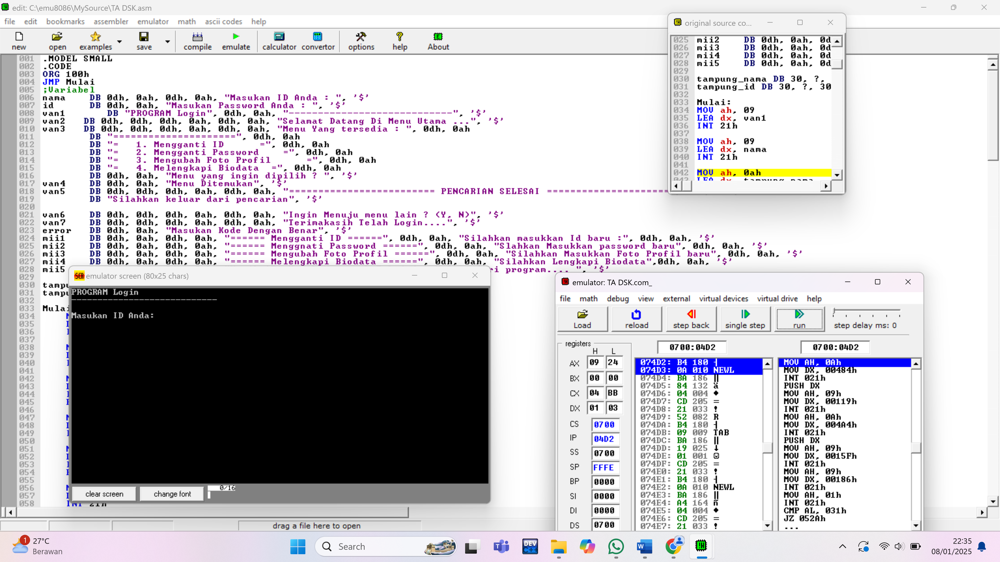 edit: C:\emu8086\MySource\TA DSK.asm
file edit bookmarks assembler emulator math ascii codes help
new open examples save compile emulate calculator convertor options help About
001 .MODEL SMALL
002 .CODE
003 ORG 100h
004 JMP Mulai
005 ;Variabel
006 nama DB 0dh, 0ah, 0dh, 0ah, "Masukan ID Anda : ", '$'
007 id DB 0dh, 0ah, "Masukan Password Anda : ", '$'
008 van1 DB "PROGRAM Login", 0dh, 0ah, "----------------------------", '$'
009 van2 DB 0dh, 0dh, 0dh, 0ah, 0dh, 0ah, "Selamat Datang Di Menu Utama ...", '$'
010 van3 DB 0dh, 0dh, 0dh, 0ah, 0dh, 0ah, "Menu Yang tersedia : ", 0dh, 0ah
011 DB "=====================", 0dh, 0ah
012 DB "= 1. Mengganti ID =", 0dh, 0ah
013 DB "= 2. Mengganti Password =", 0dh, 0ah
014 DB "= 3. Mengubah Foto Profil =", 0dh, 0ah
015 DB "= 4. Melengkapi Biodata =", 0dh, 0ah
016 DB 0dh, 0ah, "Menu yang ingin dipilih ? ", '$'
017 van4 DB 0dh, 0ah, "Menu Ditemukan", '$'
018 van5 DB 0dh, 0dh, 0dh, 0ah, 0dh, 0ah, "========================= PENCARIAN SELESAI ======================
019 DB "Silahkan keluar dari pencarian", '$'
020
021 van6 DB 0dh, 0dh, 0dh, 0ah, 0dh, 0ah, "Ingin Menuju menu lain ? (Y, N)", '$'
022 van7 DB 0dh, 0dh, 0dh, 0ah, 0dh, 0ah, "Terimakasih Telah Login....", '$'
023 error DB 0dh, 0ah, "Masukan Kode Dengan Benar", '$'
024 mii1 DB 0dh, 0ah, 0dh, 0ah, "====== Mengganti ID ======", 0dh, 0ah, "Silahkan masukkan Id baru :", 0dh, 0ah, '$'
025 mii2 DB 0dh, 0ah, 0dh, 0ah, "====== Menggnati Password ======", 0dh, 0ah, "Slahkan Masukkan password baru", 0dh, 0ah, '$'
026 mii3 DB 0dh, 0ah, 0dh, 0ah, "====== Mengubah Foto Profil ======", 0dh, 0ah, "Silahkan Masukkan Foto Profil baru", 0dh, 0ah, '$'
027 mii4 DB 0dh, 0ah, 0dh, 0ah, "====== Melengkapi Biodata ======", 0dh, 0ah, "Silahkan Lengkapi Biodata",0dh, 0ah, '$'
028 mii5 ri program.... ", '$'
029
030 tampu
031 tampu
032
033 Mulai
034
035
036
037
038
039
040
041
042
043
044
045
046
047
048
049
050
051
052
053
054
055
056
057
058 INT 21h
drag a file here to open
original source co...
025 mii2 DB 0dh, 0ah, 0d
026 mii3 DB 0dh, 0ah, 0d
027 mii4 DB 0dh, 0ah, 0d
028 mii5 DB 0dh, 0ah, 0d
029
030 tampung_nama DB 30, ?,
031 tampung_id DB 30, ?, 30
032
033 Mulai:
034 MOV ah, 09
035 LEA dx, van1
036 INT 21h
037
038 MOV ah, 09
039 LEA dx, nama
040 INT 21h
041
042 MOV ah, 0ah
043 LEA dx, tampung_nama
SCR emulator screen (80x25 chars)
PROGRAM Login
----------------------------
Masukan ID Anda:
clear screen change font 0/16
emulator: TA DSK.com_
file math debug view external virtual devices virtual drive help
Load reload step back single step run step delay ms: 0
registers 0700:04D2 0700:04D2
H L
AX 09 24
BX 00 00
CX 04 BB
DX 01 03
CS 0700
IP 04D2
SS 0700
SP FFFE
BP 0000
SI 0000
DI 0000
DS 0700
074D2: B4 180 ┤
074D3: 0A 010 NEWL
074D4: BA 186 ║
074D5: 84 132 ä
074D6: 04 004 ♦
074D7: CD 205 =
074D8: 21 033 !
074D9: 52 082 R
074DA: B4 180 ┤
074DB: 09 009 TAB
074DC: BA 186 ║
074DD: 19 025 ↓
074DE: 01 001 ☺
074DF: CD 205 =
074E0: 21 033 !
074E1: B4 180 ┤
074E2: 0A 010 NEWL
074E3: BA 186 ║
074E4: A4 164 ñ
074E5: 04 004 ♦
074E6: CD 205 =
074E7: 21 033 !
MOV AH, 0Ah
MOV DX, 00484h
INT 021h
PUSH DX
MOV AH, 09h
MOV DX, 00119h
INT 021h
MOV AH, 0Ah
MOV DX, 004A4h
INT 021h
PUSH DX
MOV AH, 09h
MOV DX, 0015Fh
INT 021h
MOV AH, 09h
MOV DX, 00186h
INT 021h
MOV AH, 01h
INT 021h
CMP AL, 031h
JZ 052Ah
...
1
27°C
Berawan
Search
DEV C++
22:35
08/01/2025